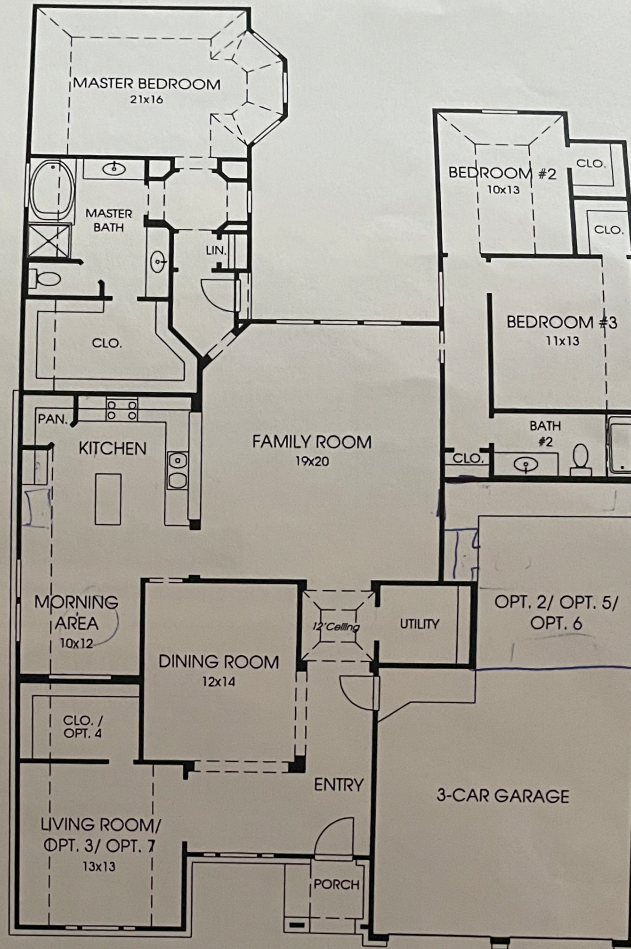 MASTER BEDROOM
21x16
BEDROOM #2
10x13
CLO.
CLO.
MASTER
BATH
LIN.
BEDROOM #3
11x13
CLO.
PAN.
KITCHEN
FAMILY ROOM
19x20
BATH
#2
CLO.
MORNING
AREA
10x12
12'Ceiling
UTILITY
OPT. 2/ OPT. 5/
OPT. 6
DINING ROOM
12x14
CLO. /
OPT. 4
ENTRY
3-CAR GARAGE
LIVING ROOM/
OPT. 3/ OPT. 7
13x13
PORCH